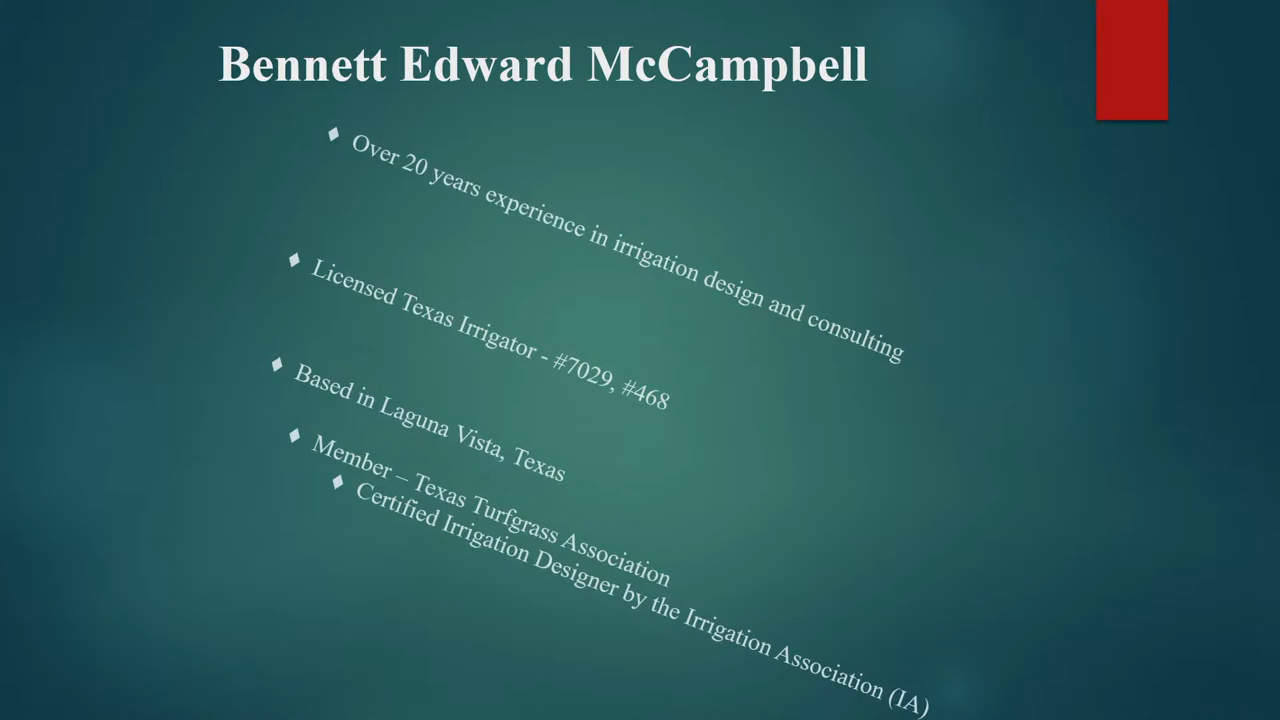 Bennett Edward McCampbell
♦ Over 20 years experience in irrigation design and consulting
♦ Licensed Texas Irrigator - #7029, #468
♦ Based in Laguna Vista, Texas
♦ Member – Texas Turfgrass Association
♦ Certified Irrigation Designer by the Irrigation Association (IA)